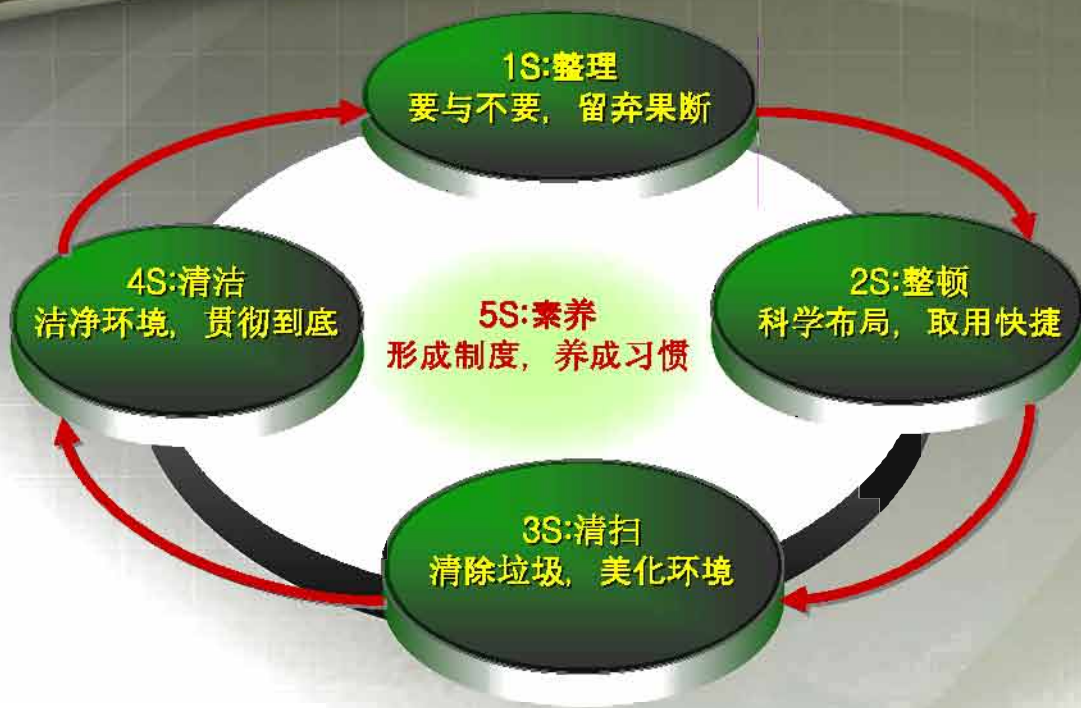 1S:整理
要与不要, 留弃果断
2S:整顿
科学布局, 取用快捷
3S:清扫
清除垃圾, 美化环境
4S:清洁
洁净环境, 贯彻到底
5S:素养
形成制度, 养成习惯